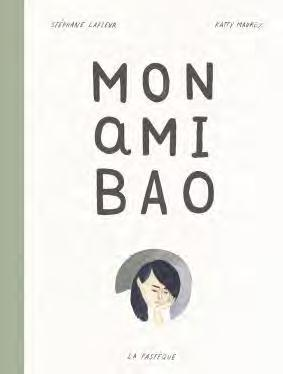 STÉPHANE LAFLEUR KATTY MAUREY
MON
aMI
BAO
LA PASTÈQUE